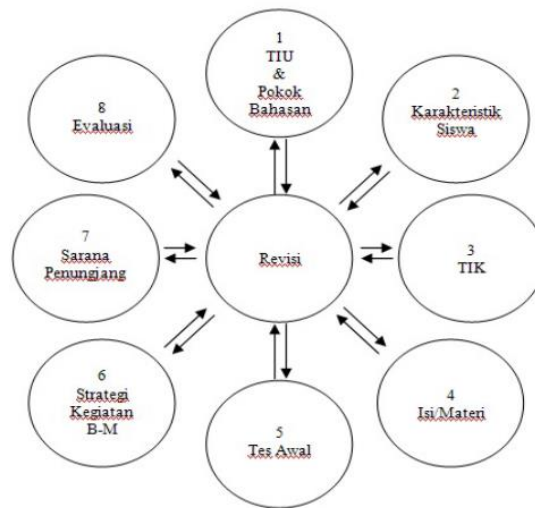 1
TIU
&
Pokok
Bahasan
2
Karakteristik
Siswa
3
TIK
4
Isi/Materi
5
Tes Awal
6
Strategi
Kegiatan
B-M
7
Sarana
Penungjang
8
Evaluasi
Revisi